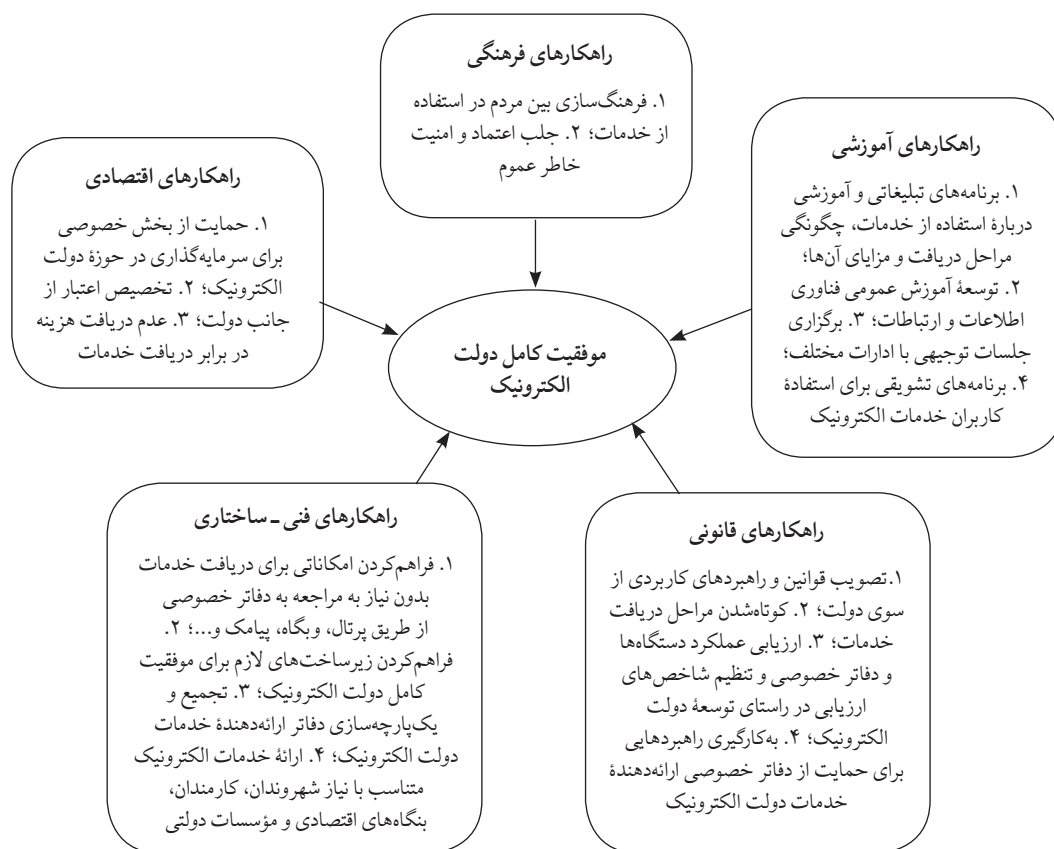 راهکارهای فرهنگی
۱. فرهنگ‌سازی بین مردم در استفاده
از خدمات؛ ۲. جلب اعتماد و امنیت
خاطر عموم
راهکارهای آموزشی
۱. برنامه‌های تبلیغاتی و آموزشی
دربارۀ استفاده از خدمات، چگونگی
مراحل دریافت و مزایای آن‌ها؛
۲. توسعۀ آموزش عمومی فناوری
اطلاعات و ارتباطات؛ ۳. برگزاری
جلسات توجیهی با ادارات مختلف؛
۴. برنامه‌های تشویقی برای استفادۀ
کاربران خدمات الکترونیک
راهکارهای اقتصادی
۱. حمایت از بخش خصوصی
برای سرمایه‌گذاری در حوزۀ دولت
الکترونیک؛ ۲. تخصیص اعتبار از
جانب دولت؛ ۳. عدم دریافت هزینه
در برابر دریافت خدمات
موفقیت کامل دولت
الکترونیک
راهکارهای قانونی
۱.تصویب قوانین و راهبردهای کاربردی از
سوی دولت؛ ۲. کوتاه‌شدن مراحل دریافت
خدمات؛ ۳. ارزیابی عملکرد دستگاه‌ها
و دفاتر خصوصی و تنظیم شاخص‌های
ارزیابی در راستای توسعۀ دولت
الکترونیک؛ ۴. به‌کارگیری راهبردهایی
برای حمایت از دفاتر خصوصی ارائه‌دهندۀ
خدمات دولت الکترونیک
راهکارهای فنی ـ ساختاری
۱. فراهم‌کردن امکاناتی برای دریافت خدمات
بدون نیاز به مراجعه به دفاتر خصوصی
از طریق پرتال، وبگاه، پیامک و...؛ ۲.
فراهم‌کردن زیرساخت‌های لازم برای موفقیت
کامل دولت الکترونیک؛ ۳. تجمیع و
یک‌پارچه‌سازی دفاتر ارائه‌دهندۀ خدمات
دولت الکترونیک؛ ۴. ارائۀ خدمات الکترونیک
متناسب با نیاز شهروندان، کارمندان،
بنگاه‌های اقتصادی و مؤسسات دولتی